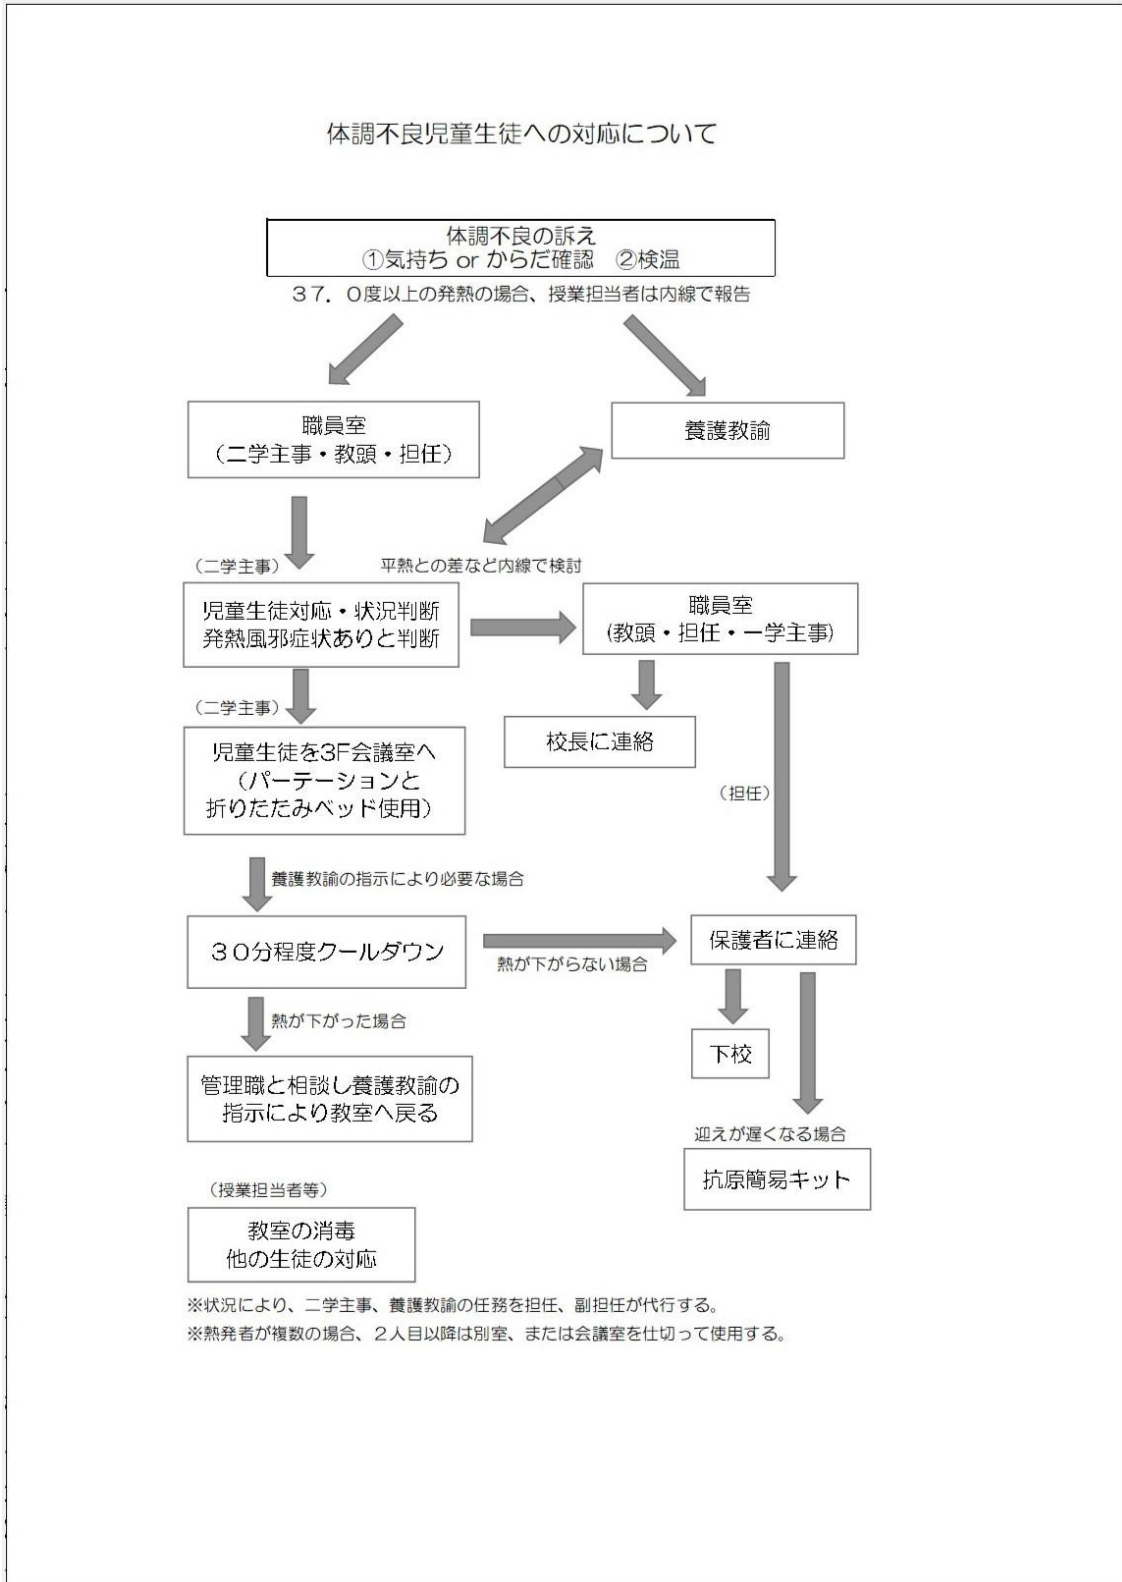 体調不良児童生徒への対応について
体調不良の訴え
①気持ち or からだ確認　②検温
３７．０度以上の発熱の場合、授業担当者は内線で報告
職員室
（二学主事・教頭・担任）
養護教諭
（二学主事）
平熱との差など内線で検討
児童生徒対応・状況判断
発熱風邪症状ありと判断
職員室
(教頭・担任・一学主事)
（二学主事）
児童生徒を3F会議室へ
（パーテーションと
折りたたみベッド使用）
校長に連絡
（担任）
養護教諭の指示により必要な場合
３０分程度クールダウン
熱が下がらない場合
保護者に連絡
熱が下がった場合
下校
管理職と相談し養護教諭の
指示により教室へ戻る
迎えが遅くなる場合
抗原簡易キット
（授業担当者等）
教室の消毒
他の生徒の対応
※状況により、二学主事、養護教諭の任務を担任、副担任が代行する。
※熱発者が複数の場合、２人目以降は別室、または会議室を仕切って使用する。